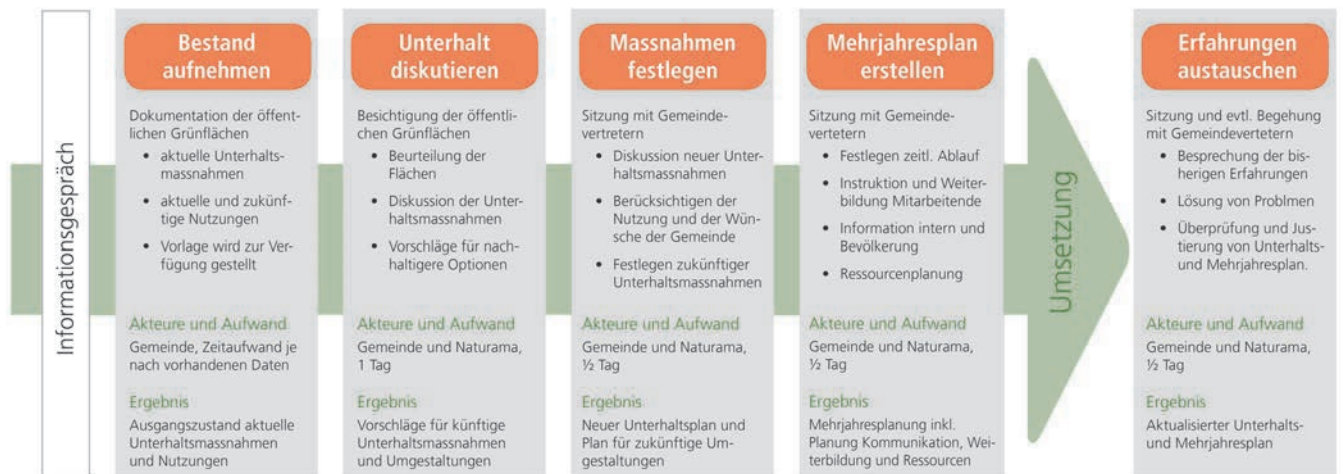 Informationsgespräch
Bestand
aufnehmen
Dokumentation der öffent-
lichen Grünflächen
• aktuelle Unterhalts-
massnahmen
• aktuelle und zukünf-
tige Nutzungen
• Vorlage wird zur Ver-
fügung gestellt
Akteure und Aufwand
Gemeinde, Zeitaufwand je
nach vorhandenen Daten
Ergebnis
Ausgangszustand aktuelle
Unterhaltsmassnahmen
und Nutzungen
Unterhalt
diskutieren
Besichtigung der öffentli-
chen Grünflächen
• Beurteilung der
Flächen
• Diskussion der Unter-
haltsmassnahmen
• Vorschläge für nach-
haltigere Optionen
Akteure und Aufwand
Gemeinde und Naturama,
1 Tag
Ergebnis
Vorschläge für künftige
Unterhaltsmassnahmen
und Umgestaltungen
Massnahmen
festlegen
Sitzung mit Gemeinde-
vertretern
• Diskussion neuer Unter-
haltsmassnahmen
• Berücksichtigen der
Nutzung und der Wün-
sche der Gemeinde
• Festlegen zukünftiger
Unterhaltsmassnahmen
Akteure und Aufwand
Gemeinde und Naturama,
½ Tag
Ergebnis
Neuer Unterhaltsplan und
Plan für zukünftige Um-
gestaltungen
Mehrjahresplan
erstellen
Sitzung mit Gemeinde-
vertetern
• Festlegen zeitl. Ablauf
• Instruktion und Weiter-
bildung Mitarbeitende
• Information intern und
Bevölkerung
• Ressourcenplanung
Akteure und Aufwand
Gemeinde und Naturama,
½ Tag
Ergebnis
Mehrjahresplanung inkl.
Planung Kommunikation, Wei-
terbildung und Ressourcen
Umsetzung
Erfahrungen
austauschen
Sitzung und evtl. Begehung
mit Gemeindevertetern
• Besprechung der bis-
herigen Erfahrungen
• Lösung von Problmen
• Überprüfung und Jus-
tierung von Unterhalts-
und Mehrjahresplan.
Akteure und Aufwand
Gemeinde und Naturama,
½ Tag
Ergebnis
Aktualisierter Unterhalts-
und Mehrjahresplan